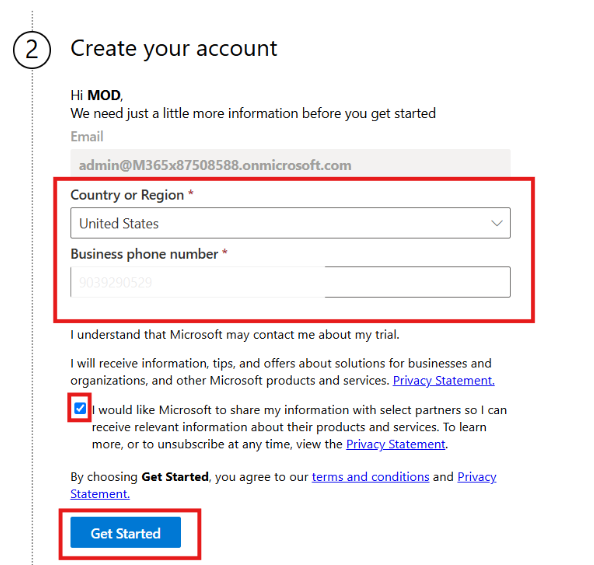 2
Create your account
Hi MOD,
We need just a little more information before you get started
Email
admin@M365x87508588.onmicrosoft.com
Country or Region *
United States
Business phone number *
9039290529
I understand that Microsoft may contact me about my trial.
I will receive information, tips, and offers about solutions for businesses and
organizations, and other Microsoft products and services. Privacy Statement.
I would like Microsoft to share my information with select partners so I can
receive relevant information about their products and services. To learn
more, or to unsubscribe at any time, view the Privacy Statement.
By choosing Get Started, you agree to our terms and conditions and Privacy
Statement.
Get Started